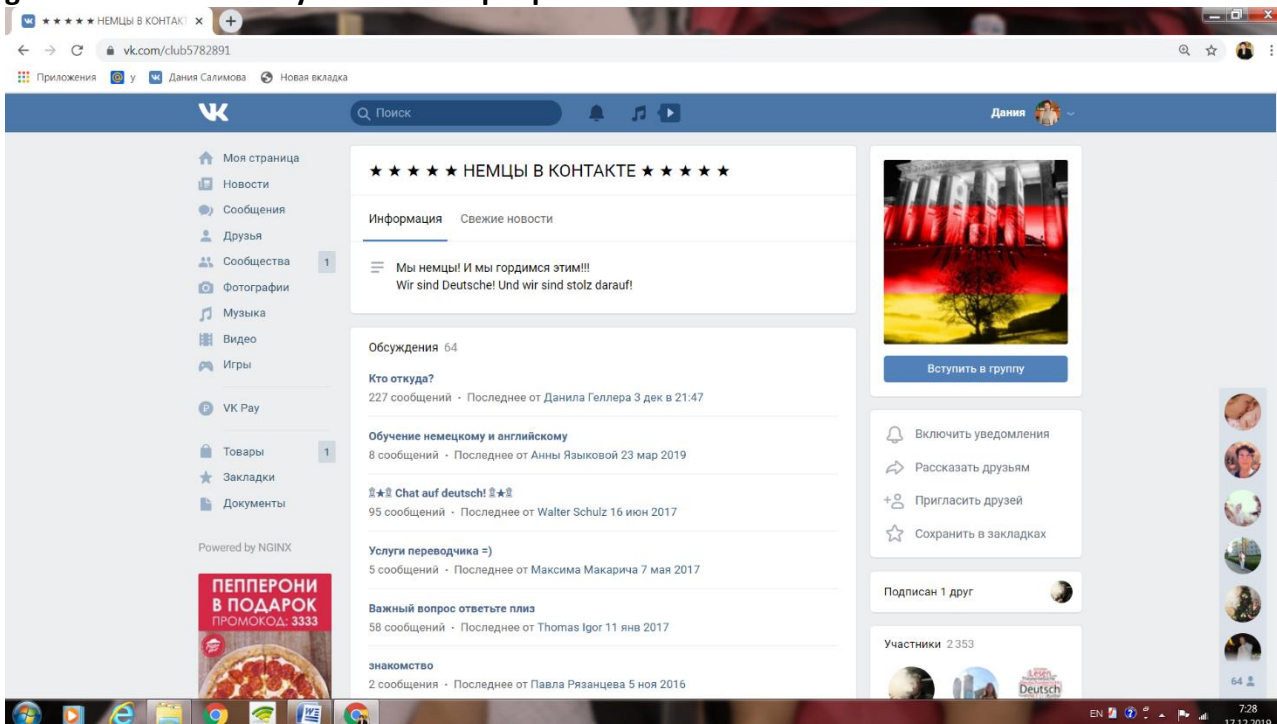 ★ ★ ★ ★ ★ НЕМЦЫ В КОНТАКТ
vk.com/club5782891
Приложения у Дания Салимова Новая вкладка
Поиск
Дания
Моя страница
Новости
Сообщения
Друзья
Сообщества 1
Фотографии
Музыка
Видео
Игры
VK Pay
Товары 1
Закладки
Документы
Powered by NGINX
ПЕППЕРОНИ
В ПОДАРОК
ПРОМОКОД: 3333
★ ★ ★ ★ ★ НЕМЦЫ В КОНТАКТЕ ★ ★ ★ ★ ★
Информация Свежие новости
Мы немцы! И мы гордимся этим!!!
Wir sind Deutsche! Und wir sind stolz darauf!
Обсуждения 64
Кто откуда?
227 сообщений · Последнее от Данила Геллера 3 дек в 21:47
Обучение немецкому и английскому
8 сообщений · Последнее от Анны Языковой 23 мар 2019
Chat auf deutsch!
95 сообщений · Последнее от Walter Schulz 16 июн 2017
Услуги переводчика =)
5 сообщений · Последнее от Максима Макарича 7 мая 2017
Важный вопрос ответьте плиз
58 сообщений · Последнее от Thomas Igor 11 янв 2017
знакомство
2 сообщения · Последнее от Павла Рязанцева 5 ноя 2016
Вступить в группу
Включить уведомления
Рассказать друзьям
Пригласить друзей
Сохранить в закладках
Подписан 1 друг
Участники 2 353
Lesen
Deutsch
64
EN
7:28
17.12.2019